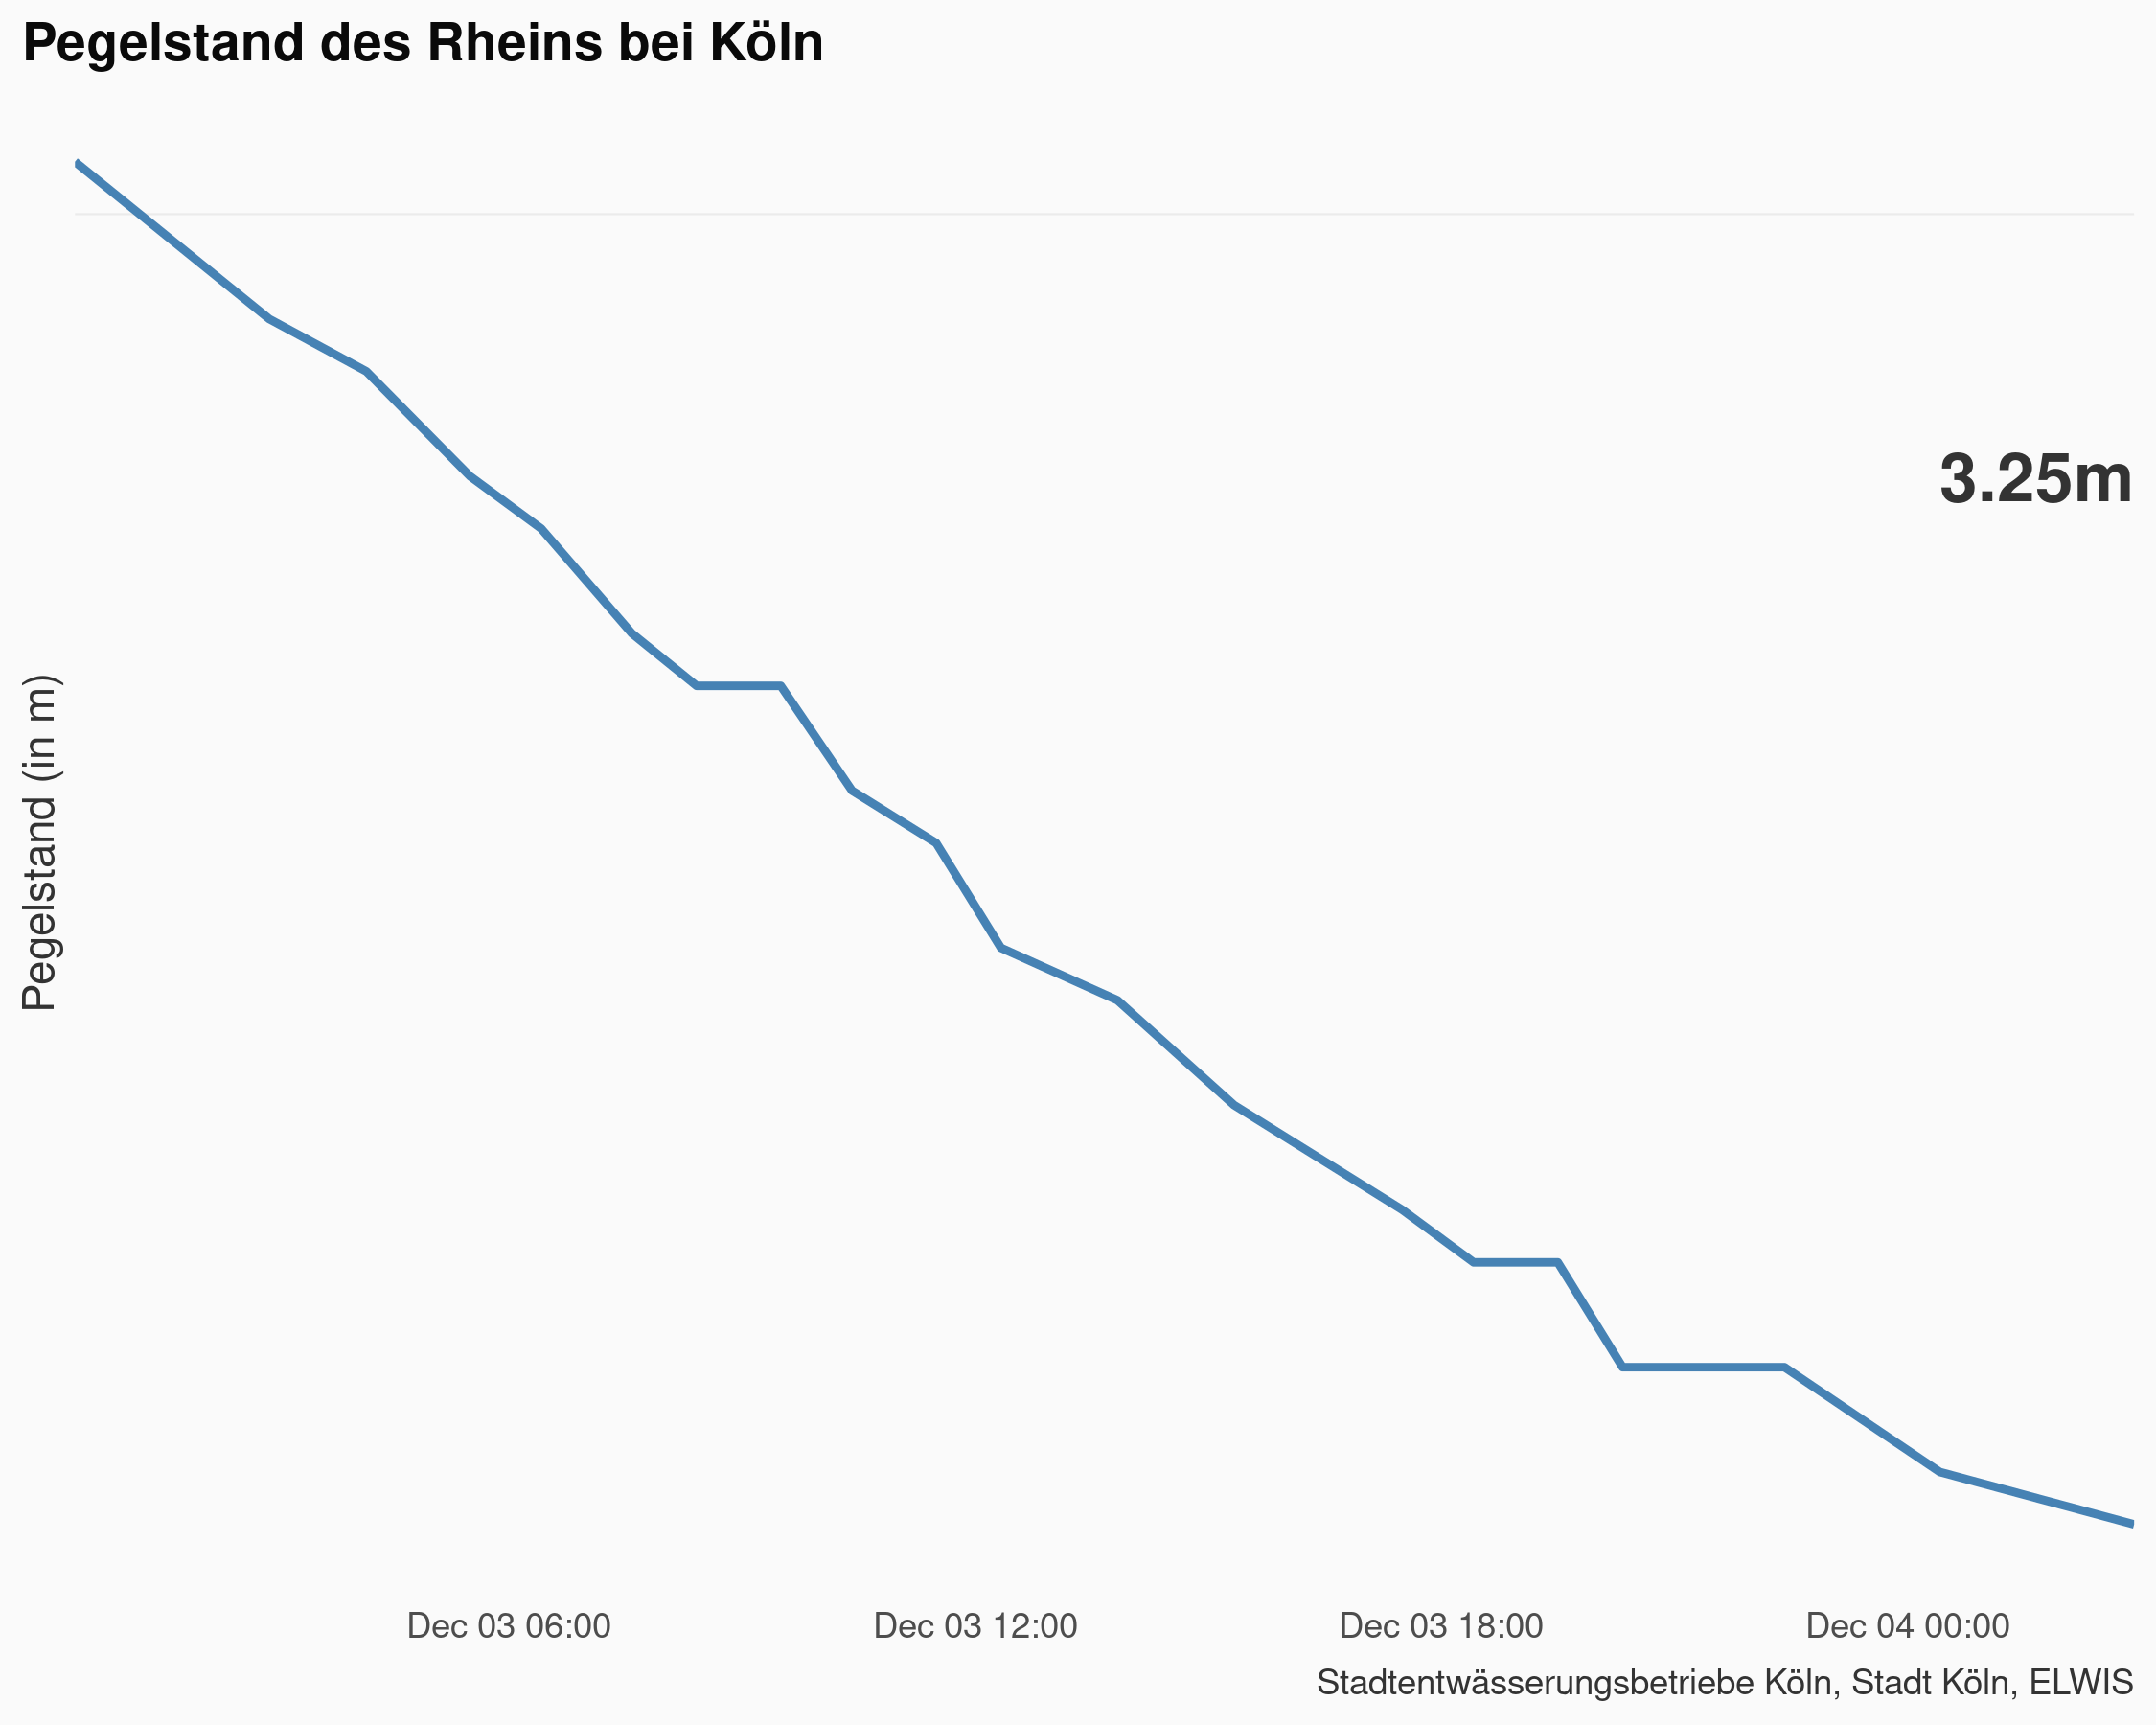 Pegelstand des Rheins bei Köln
3.25m
Pegelstand (in m)
Dec 03 06:00
Dec 03 12:00
Dec 03 18:00
Dec 04 00:00
Stadtentwässerungsbetriebe Köln, Stadt Köln, ELWIS